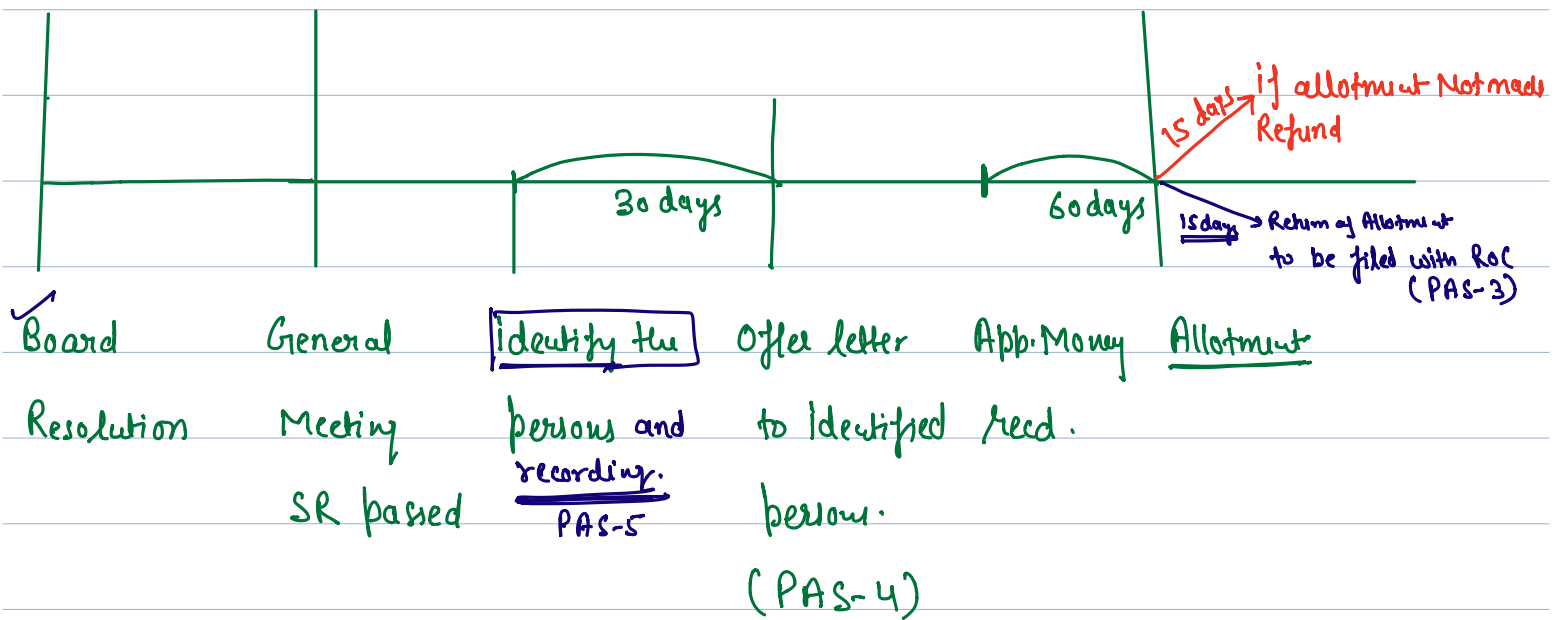 15 days if allotment Not made
Refund
30 days
60 days
15 days Return of Allotment
to be filed with RoC
(PAS-3)
Board
Resolution
General
Meeting
SR passed
identify the
persons and
recording.
PAS-5
Offer letter
to Identified
persons.
(PAS-4)
App. Money
recd.
Allotment